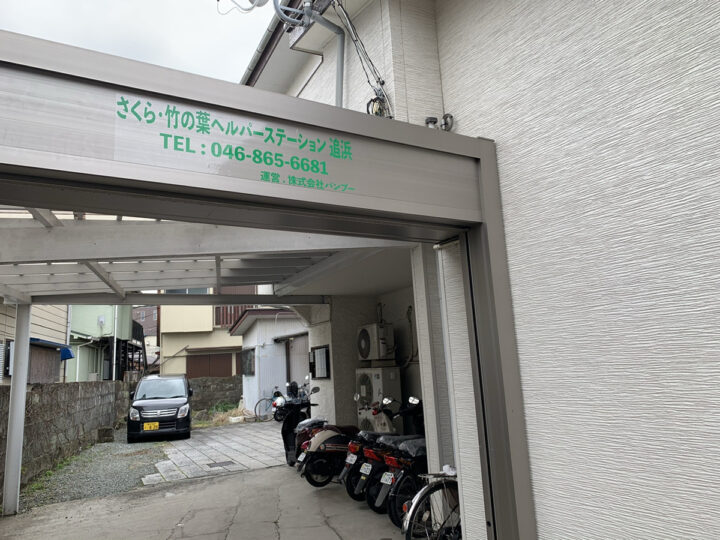 さくら・竹の葉ヘルパーステーション 追浜
TEL : 046-865-6681
運営 . 株式会社バンブー